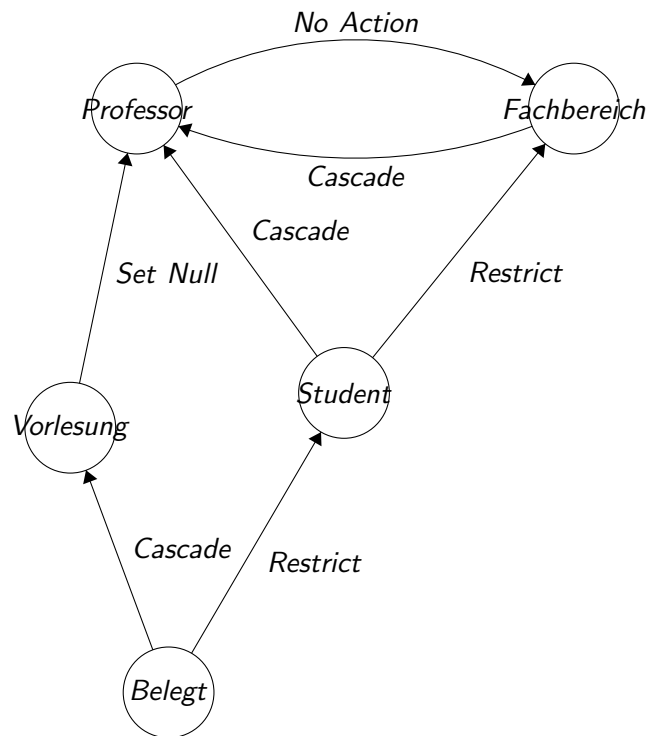 No Action
Professor
Fachbereich
Cascade
Cascade
Set Null
Restrict
Student
Vorlesung
Cascade
Restrict
Belegt